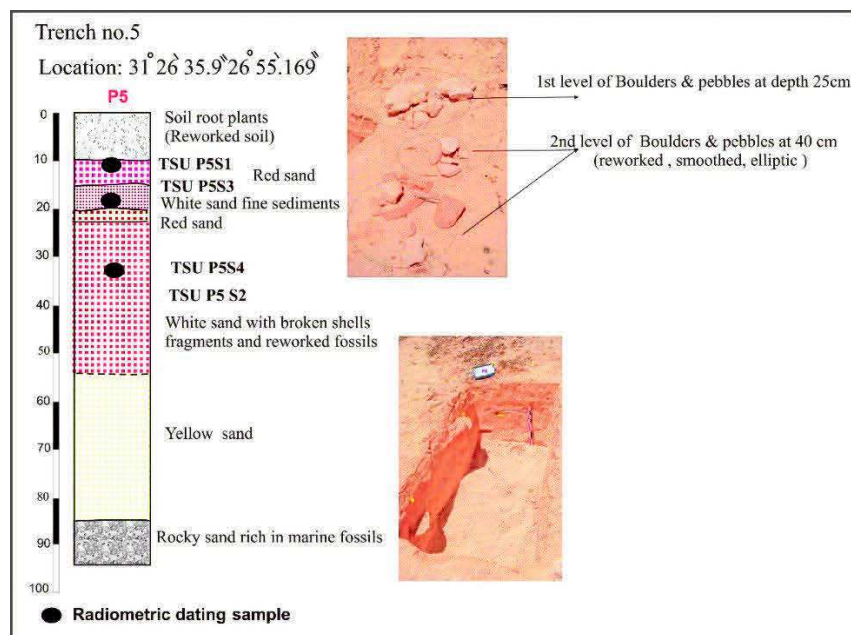 Trench no.5
Location: 31° 26\ 35.9\\ 26° 55\.169\\
P5
0
10
20
30
40
50
60
70
80
90
100
Soil root plants
(Reworked soil)
TSU P5S1
Red sand
TSU P5S3
White sand fine sediments
Red sand
TSU P5S4
TSU P5 S2
White sand with broken shells
fragments and reworked fossils
Yellow sand
Rocky sand rich in marine fossils
1st level of Boulders & pebbles at depth 25cm
2nd level of Boulders & pebbles at 40 cm
(reworked , smoothed, elliptic )
Radiometric dating sample